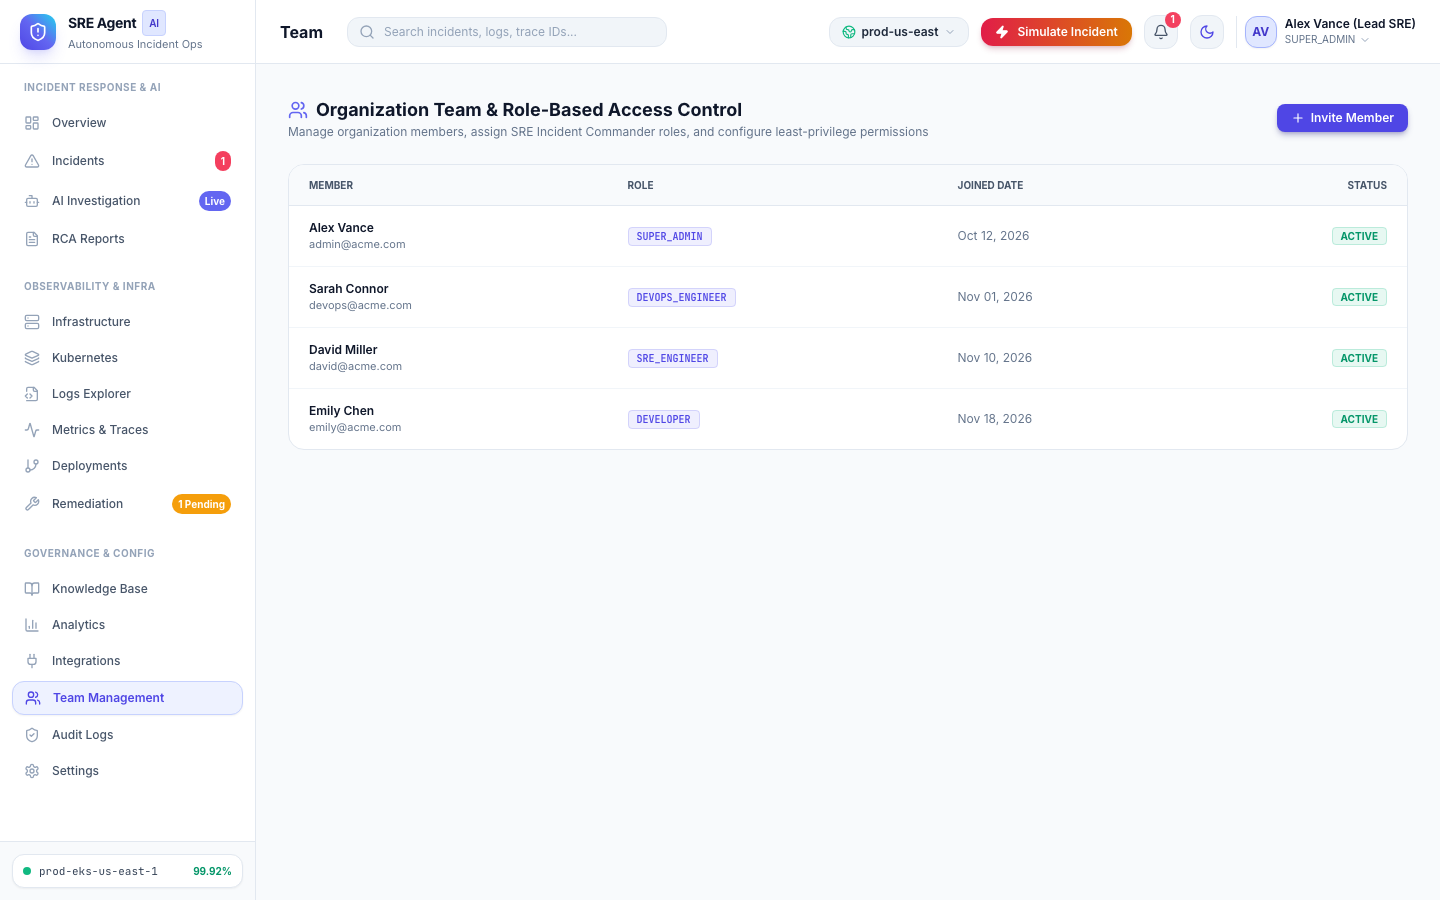 SRE Agent AI
Autonomous Incident Ops
INCIDENT RESPONSE & AI
Overview
Incidents 1
AI Investigation Live
RCA Reports
OBSERVABILITY & INFRA
Infrastructure
Kubernetes
Logs Explorer
Metrics & Traces
Deployments
Remediation 1 Pending
GOVERNANCE & CONFIG
Knowledge Base
Analytics
Integrations
Team Management
Audit Logs
Settings
prod-eks-us-east-1 99.92%
Team
Search incidents, logs, trace IDs...
prod-us-east
Simulate Incident
1
AV
Alex Vance (Lead SRE)
SUPER_ADMIN
Organization Team & Role-Based Access Control
Manage organization members, assign SRE Incident Commander roles, and configure least-privilege permissions
Invite Member
MEMBER ROLE JOINED DATE STATUS
Alex Vance
admin@acme.com
SUPER_ADMIN
Oct 12, 2026
ACTIVE
Sarah Connor
devops@acme.com
DEVOPS_ENGINEER
Nov 01, 2026
ACTIVE
David Miller
david@acme.com
SRE_ENGINEER
Nov 10, 2026
ACTIVE
Emily Chen
emily@acme.com
DEVELOPER
Nov 18, 2026
ACTIVE